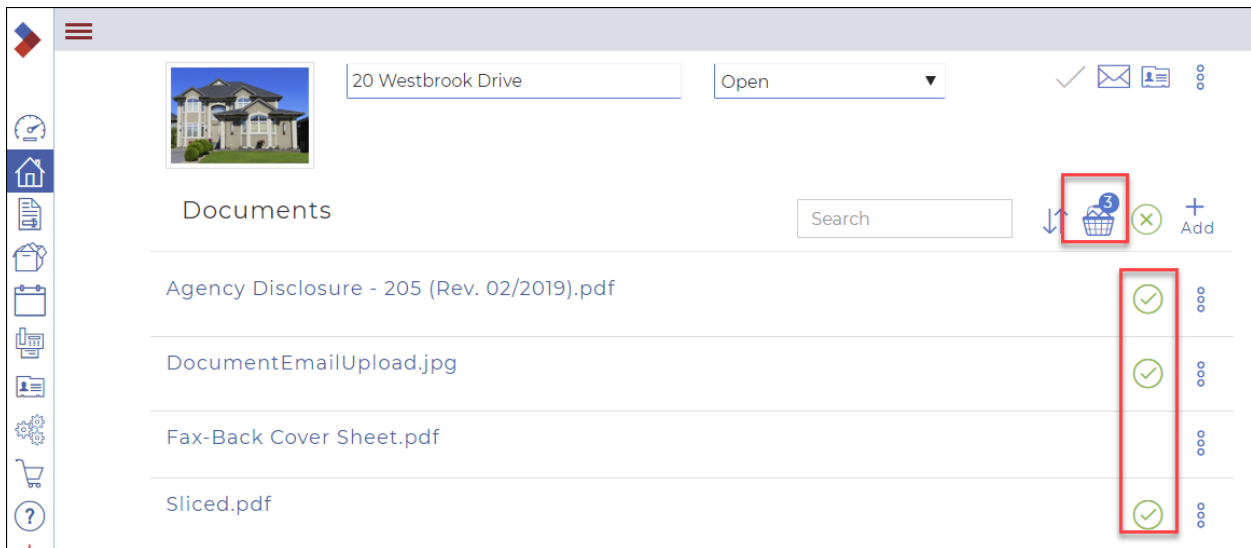 20 Westbrook Drive
Open
Documents
Search
3
Add
Agency Disclosure - 205 (Rev. 02/2019).pdf
DocumentEmailUpload.jpg
Fax-Back Cover Sheet.pdf
Sliced.pdf